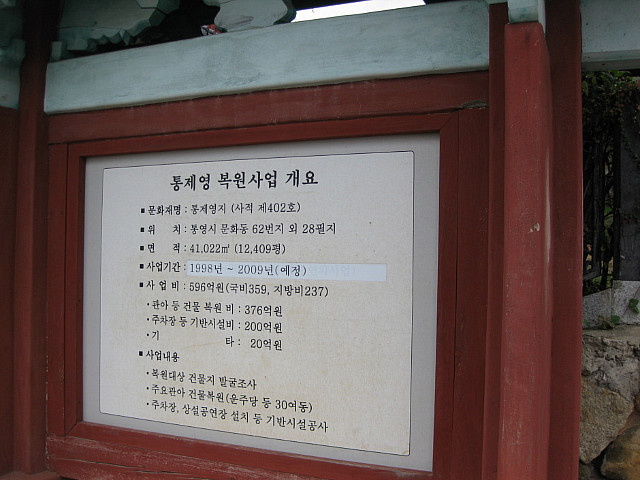 통제영 복원사업 개요
▪ 문화재명 : 통제영지 (사적 제402호)
▪ 위 치 : 통영시 문화동 62번지 외 28필지
▪ 면 적 : 41.022㎡ (12,409평)
▪ 사업기간 : 1998년 ~ 2009년(예정)
▪ 사 업 비 : 596억원(국비359, 지방비237)
• 관아 등 건물 복원 비 : 376억원
• 주차장 등 기반시설비 : 200억원
• 기 타 : 20억원
▪ 사업내용
• 복원대상 건물지 발굴조사
• 주요관아 건물복원(운주당 등 30여동)
• 주차장, 상설공연장 설치 등 기반시설공사